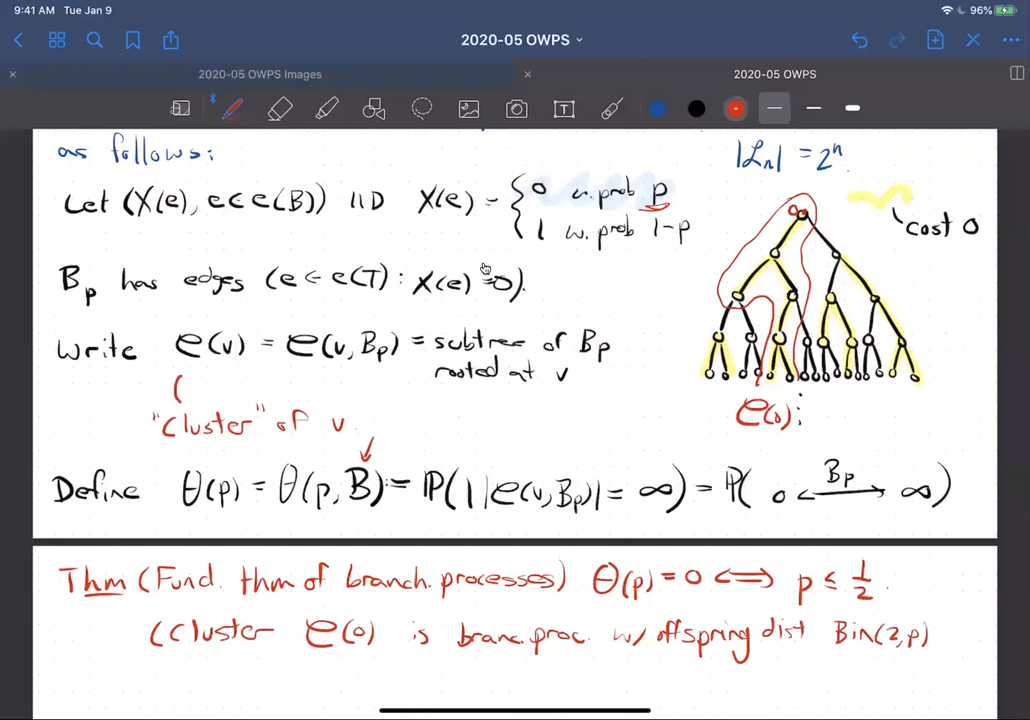 9:41 AM Tue Jan 9
96%
2020-05 OWPS
2020-05 OWPS Images
2020-05 OWPS
as follows:
|ℒₙ| = 2ⁿ
Let (X(e), e∈e(B)) IID X(e) = { 0 w.prob p
1 w.prob 1-p
cost 0
B_p has edges (e ∈ e(T): X(e)=0).
Write C(v) = C(v, B_p) = subtree of B_p
rooted at v
"Cluster" of v
C(0):
Define θ(p) = θ(p, B) := P(|C(v, B_p)| = ∞) = P(0 ⟷ ∞)
B_p
Thm (Fund. thm of branch. processes) θ(p) = 0 ⟺ p ≤ 1/2.
(Cluster C(0) is branc. proc. w/ offspring dist Bin(2,p)